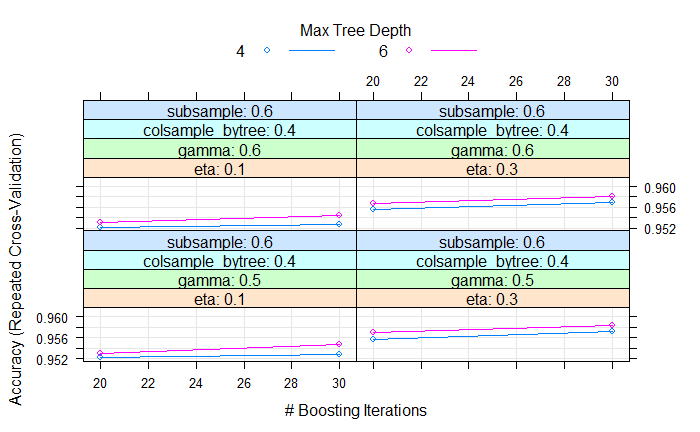 Max Tree Depth
4 6
20 22 24 26 28 30
subsample: 0.6 subsample: 0.6
colsample_bytree: 0.4 colsample_bytree: 0.4
gamma: 0.6 gamma: 0.6
eta: 0.1 eta: 0.3
0.960
0.956
0.952
subsample: 0.6 subsample: 0.6
colsample_bytree: 0.4 colsample_bytree: 0.4
gamma: 0.5 gamma: 0.5
eta: 0.1 eta: 0.3
0.960
0.956
0.952
20 22 24 26 28 30
# Boosting Iterations
Accuracy (Repeated Cross-Validation)